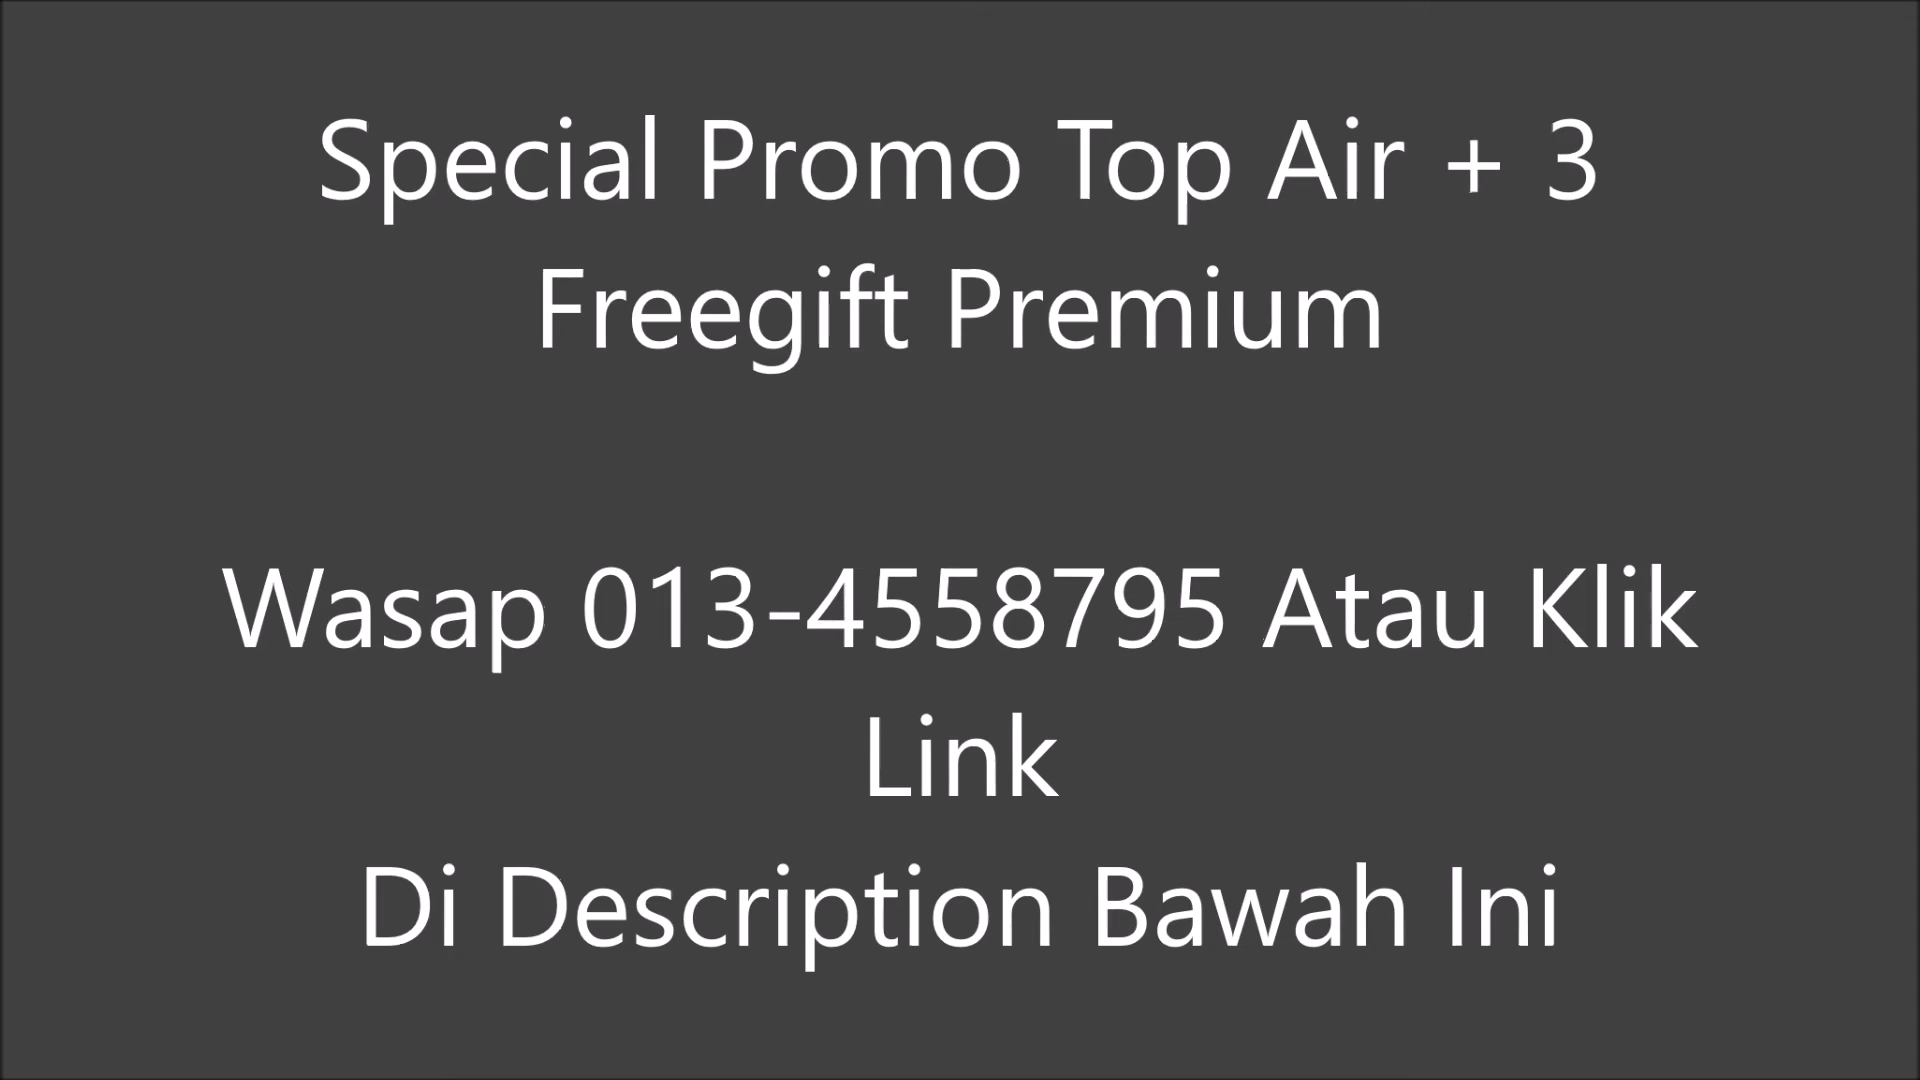 Special Promo Top Air + 3
Freegift Premium
Wasap 013-4558795 Atau Klik
Link
Di Description Bawah Ini